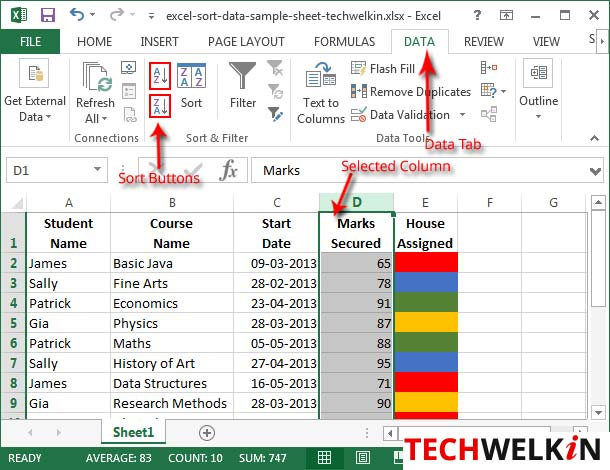 excel-sort-data-sample-sheet-techwelkin.xlsx - Excel
FILE HOME INSERT PAGE LAYOUT FORMULAS DATA REVIEW VIEW
Get External Data
Refresh All
Connections
A Z
Z A
Sort
Filter
Sort & Filter
Text to Columns
Flash Fill
Remove Duplicates
Data Validation
Data Tools
Outline
Data Tab
Sort Buttons
Selected Column
D1 fx Marks
A B C D E F G
1 Student Name Course Name Start Date Marks Secured House Assigned
2 James Basic Java 09-03-2013 65
3 Sally Fine Arts 28-02-2013 78
4 Patrick Economics 23-04-2013 91
5 Gia Physics 28-03-2013 87
6 Patrick Maths 05-05-2013 88
7 Sally History of Art 27-04-2013 95
8 James Data Structures 16-05-2013 71
9 Gia Research Methods 28-03-2013 90
Sheet1
READY AVERAGE: 83 COUNT: 10 SUM: 747
TECHWELKiN
.com